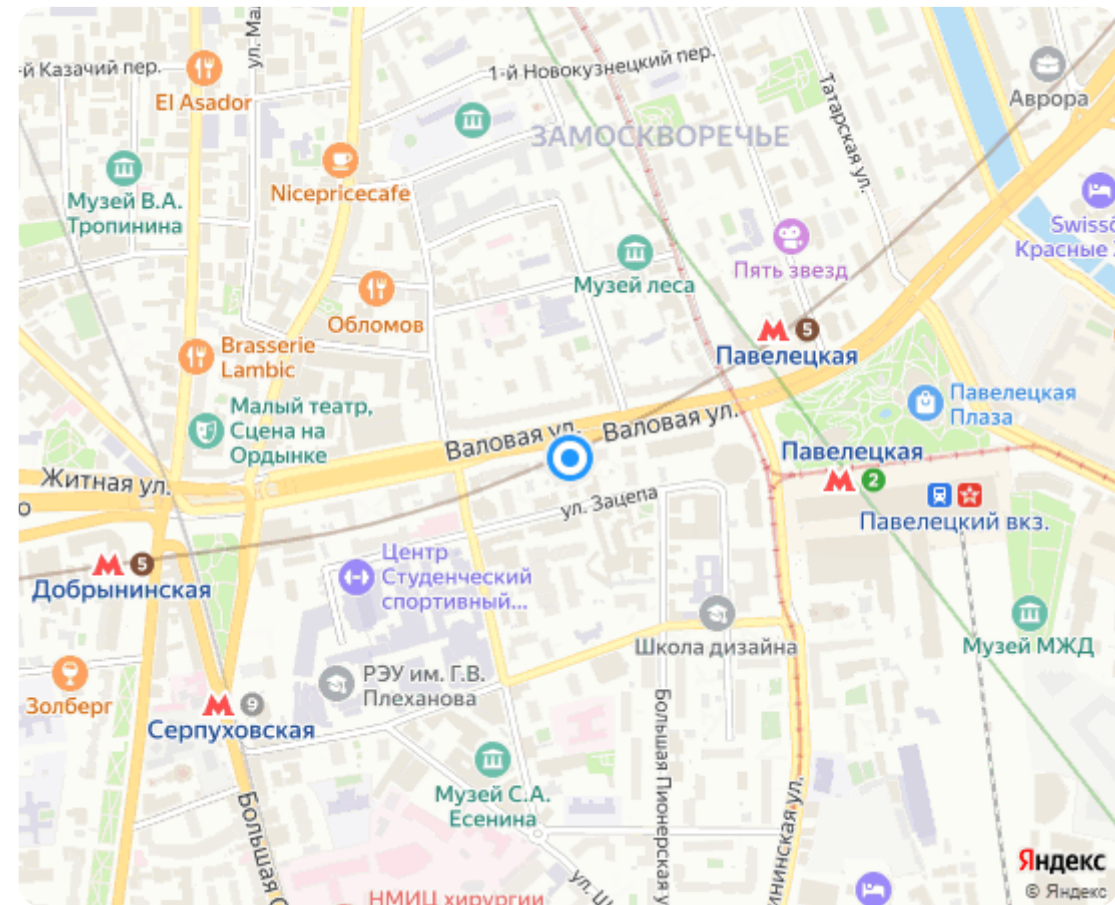 -й Казачий пер.
ул. Ма
El Asador
1-й Новокузнецкий пер.
Татарская ул.
Аврора
ЗАМОСКВОРЕЧЬЕ
Nicepricecafe
Музей В.А.
Тропинина
Swissô
Красные
Пять звезд
Музей леса
Обломов
Brasserie
Lambic
5
Павелецкая
Малый театр,
Сцена на
Ордынке
Павелецкая
Плаза
Валовая ул.
Валовая ул.
Павелецкая
2
Житная ул.
о
ул. Зацепа
Павелецкий вкз.
5
Добрынинская
Центр
Студенческий
спортивный...
Школа дизайна
Музей МЖД
РЭУ им. Г.В.
Плеханова
Золберг
9
Серпуховская
Большая Пионерская у
Музей С.А.
Есенина
Большая С
нинская ул.
ул. Щ
НМИЦ хирургии
Яндекс
© Яндекс